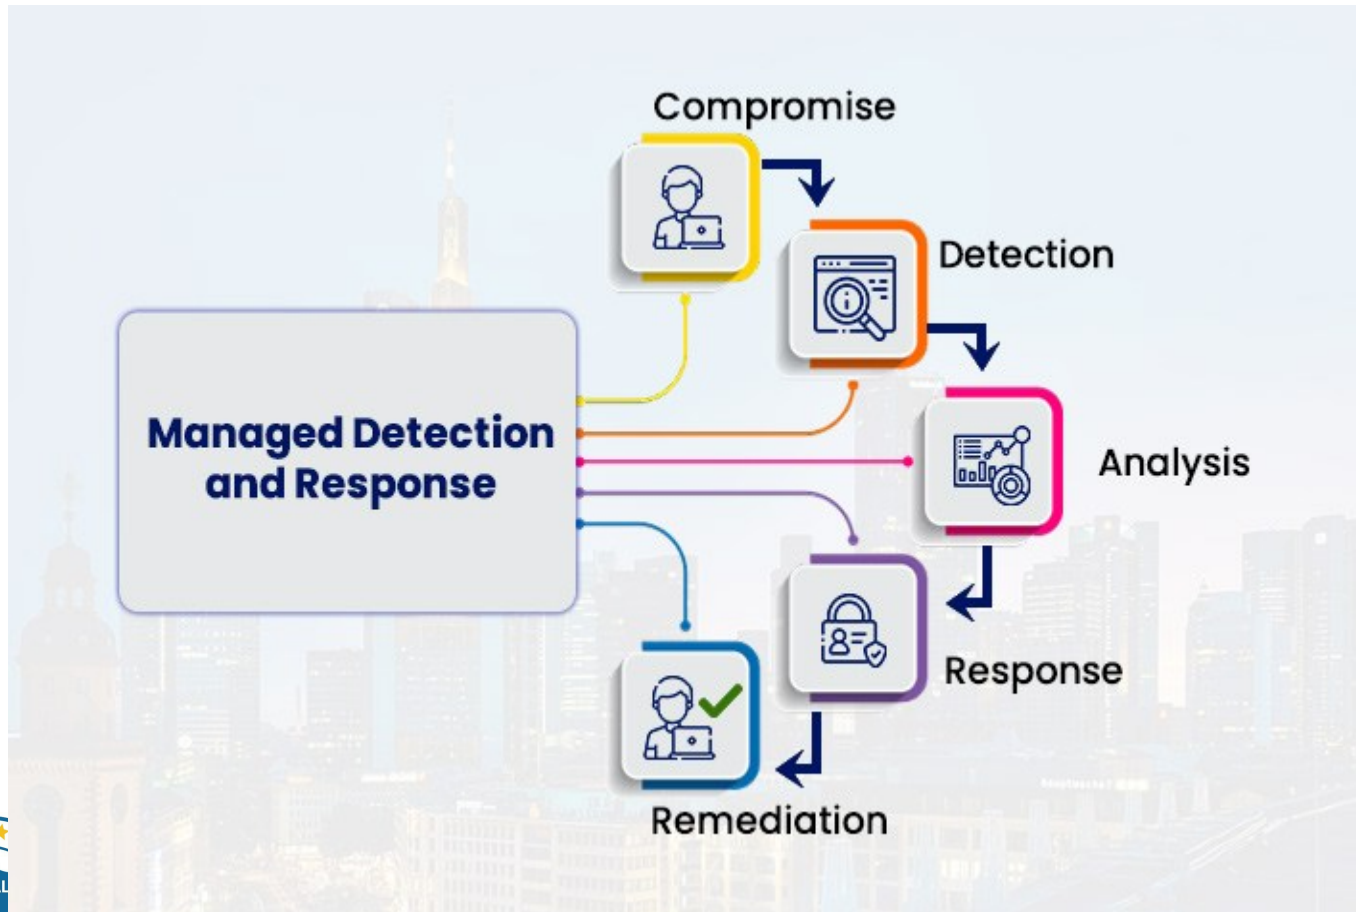 Compromise
Detection
Managed Detection
and Response
Analysis
Response
Remediation